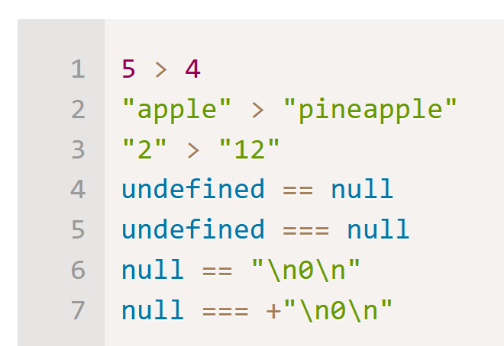 1 5 > 4
2 "apple" > "pineapple"
3 "2" > "12"
4 undefined == null
5 undefined === null
6 null == "\n0\n"
7 null === +"\n0\n"